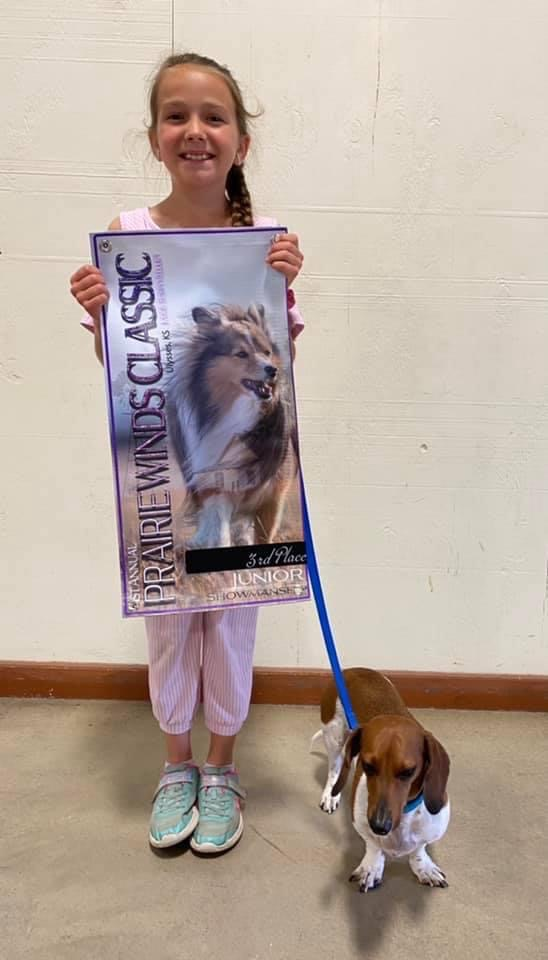 PRAIRIE WINDS CLASSIC
Ulysses, KS
3rd Place
JUNIOR
SHOWMANSHIP